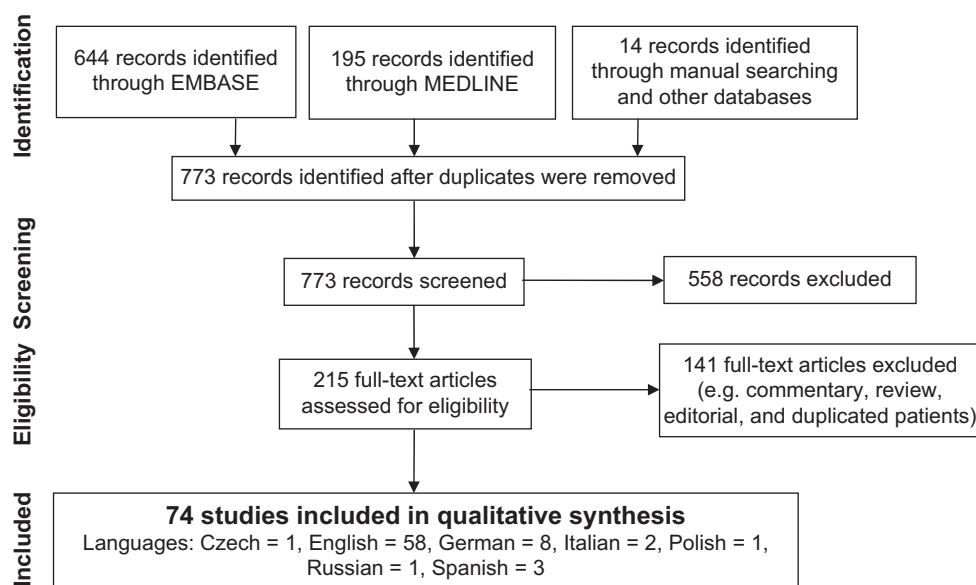 Identification
644 records identified
through EMBASE
195 records identified
through MEDLINE
14 records identified
through manual searching
and other databases
773 records identified after duplicates were removed
Screening
773 records screened
558 records excluded
Eligibility
215 full-text articles
assessed for eligibility
141 full-text articles excluded
(e.g. commentary, review,
editorial, and duplicated patients)
Included
74 studies included in qualitative synthesis
Languages: Czech = 1, English = 58, German = 8, Italian = 2, Polish = 1,
Russian = 1, Spanish = 3